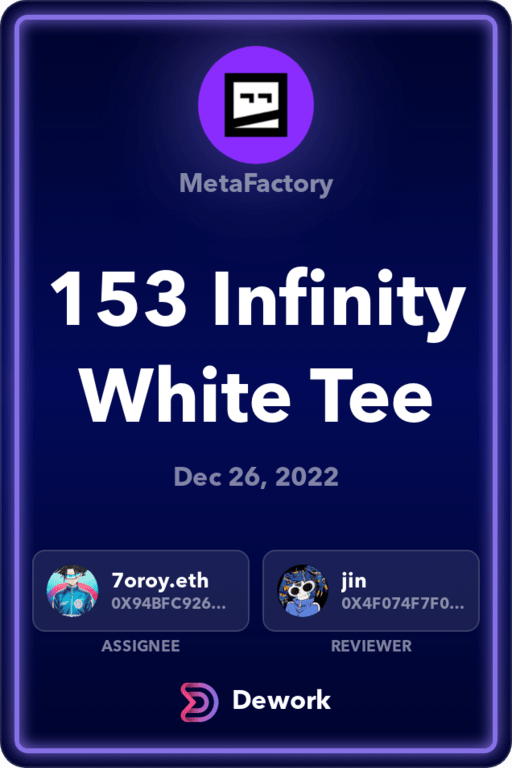 MetaFactory
153 Infinity
White Tee
Dec 26, 2022
7oroy.eth
0X94BFC926...
ASSIGNEE
jin
0X4F074F7F0...
REVIEWER
Dework